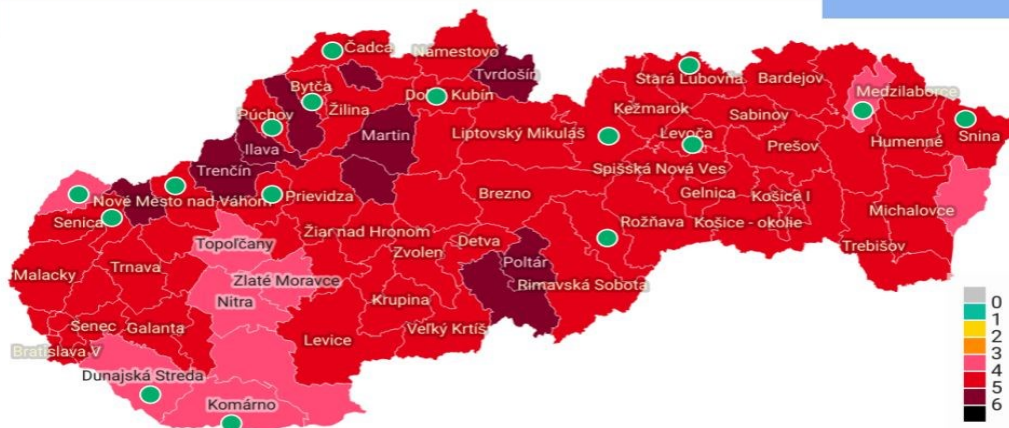 Čadca
Námestovo
Tvrdošín
Bytča
Dolný Kubín
Stará Ľubovňa
Bardejov
Medzilaborce
Púchov
Žilina
Kežmarok
Sabinov
Ilava
Martin
Liptovský Mikuláš
Levoča
Prešov
Humenné
Snina
Trenčín
Spišská Nová Ves
Nové Mesto nad Váhom
Prievidza
Brezno
Gelnica
Košice I
Senica
Michalovce
Topoľčany
Žiar nad Hronom
Detva
Rožňava
Košice - okolie
Zvolen
Trebišov
Malacky
Trnava
Poltár
Zlaté Moravce
Rimavská Sobota
Nitra
Krupina
Senec
Galanta
Levice
Veľký Krtíš
Bratislava V
Dunajská Streda
Komárno
0
1
2
3
4
5
6